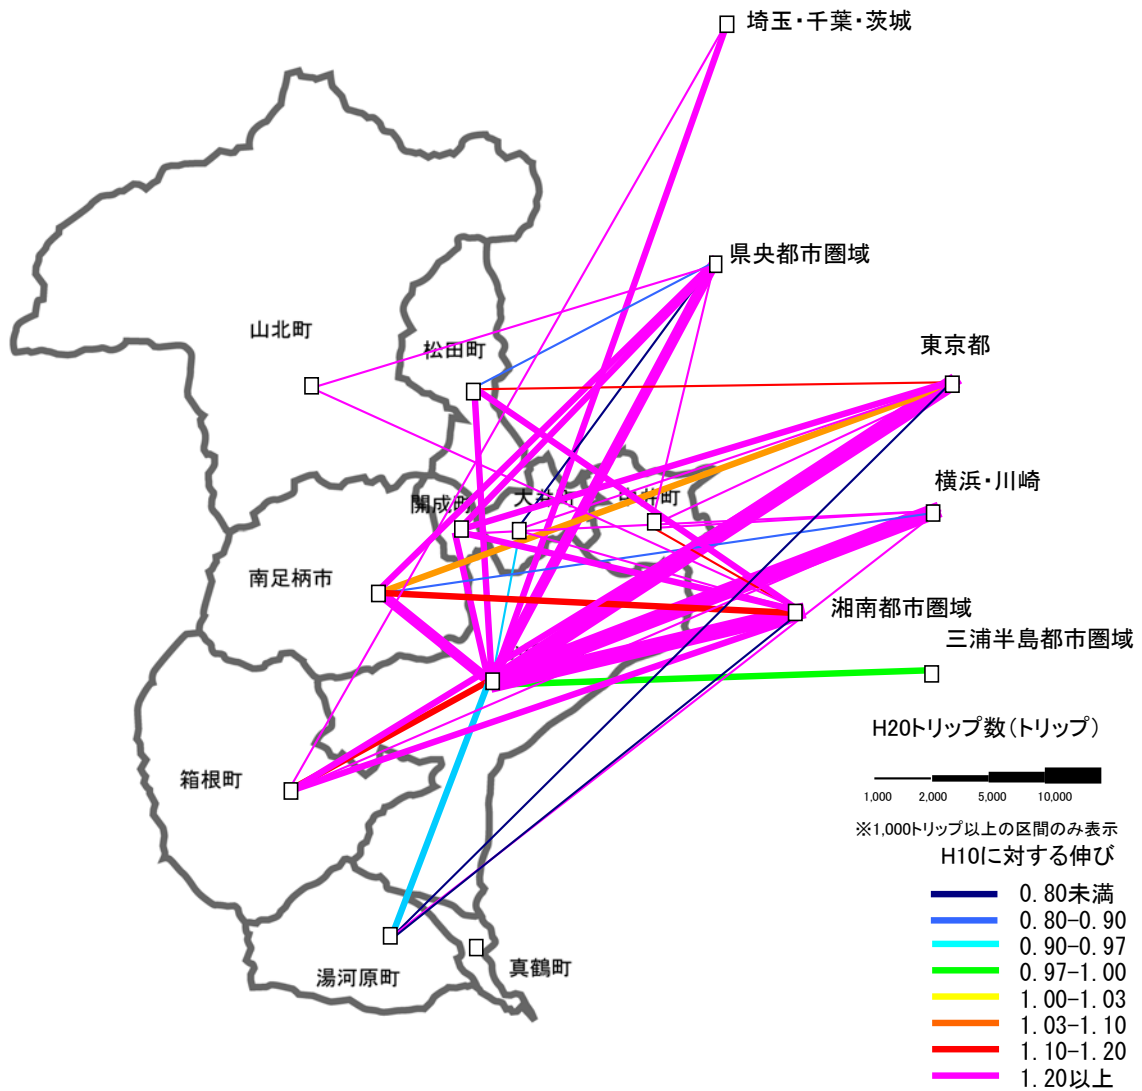 埼玉・千葉・茨城
県央都市圏域
山北町
松田町
東京都
横浜・川崎
開成町
南足柄市
湘南都市圏域
三浦半島都市圏域
H20トリップ数（トリップ）
箱根町
1,000
2,000
5,000
10,000
※1,000トリップ以上の区間のみ表示
H10に対する伸び
0.80未満
0.80-0.90
0.90-0.97
0.97-1.00
1.00-1.03
1.03-1.10
1.10-1.20
1.20以上
真鶴町
湯河原町